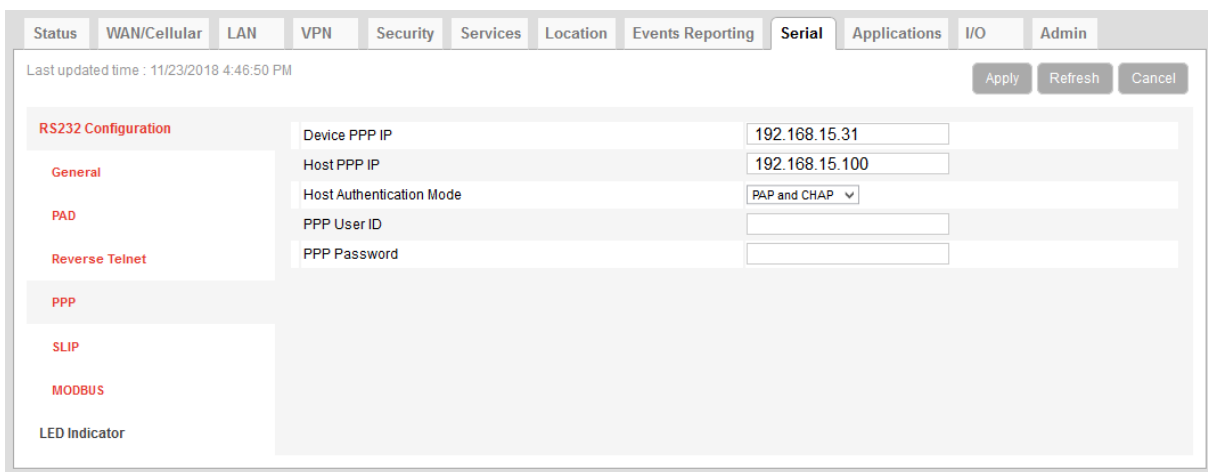 Status WAN/Cellular LAN VPN Security Services Location Events Reporting Serial Applications I/O Admin
Last updated time : 11/23/2018 4:46:50 PM
Apply Refresh Cancel
RS232 Configuration
General
PAD
Reverse Telnet
PPP
SLIP
MODBUS
LED Indicator
Device PPP IP 192.168.15.31
Host PPP IP 192.168.15.100
Host Authentication Mode PAP and CHAP
PPP User ID
PPP Password